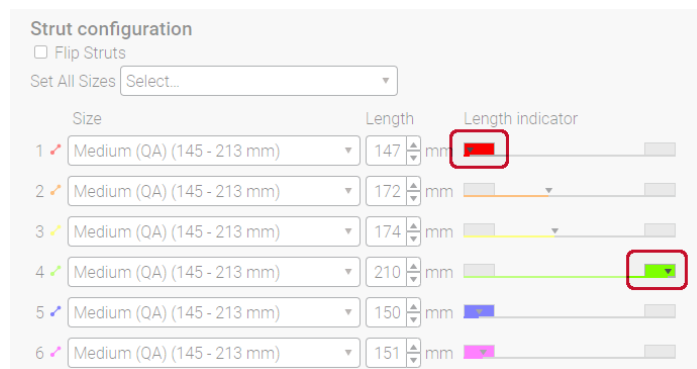 Strut configuration
Flip Struts
Set All Sizes Select...
Size Length Length indicator
1 Medium (QA) (145 - 213 mm) 147 mm
2 Medium (QA) (145 - 213 mm) 172 mm
3 Medium (QA) (145 - 213 mm) 174 mm
4 Medium (QA) (145 - 213 mm) 210 mm
5 Medium (QA) (145 - 213 mm) 150 mm
6 Medium (QA) (145 - 213 mm) 151 mm